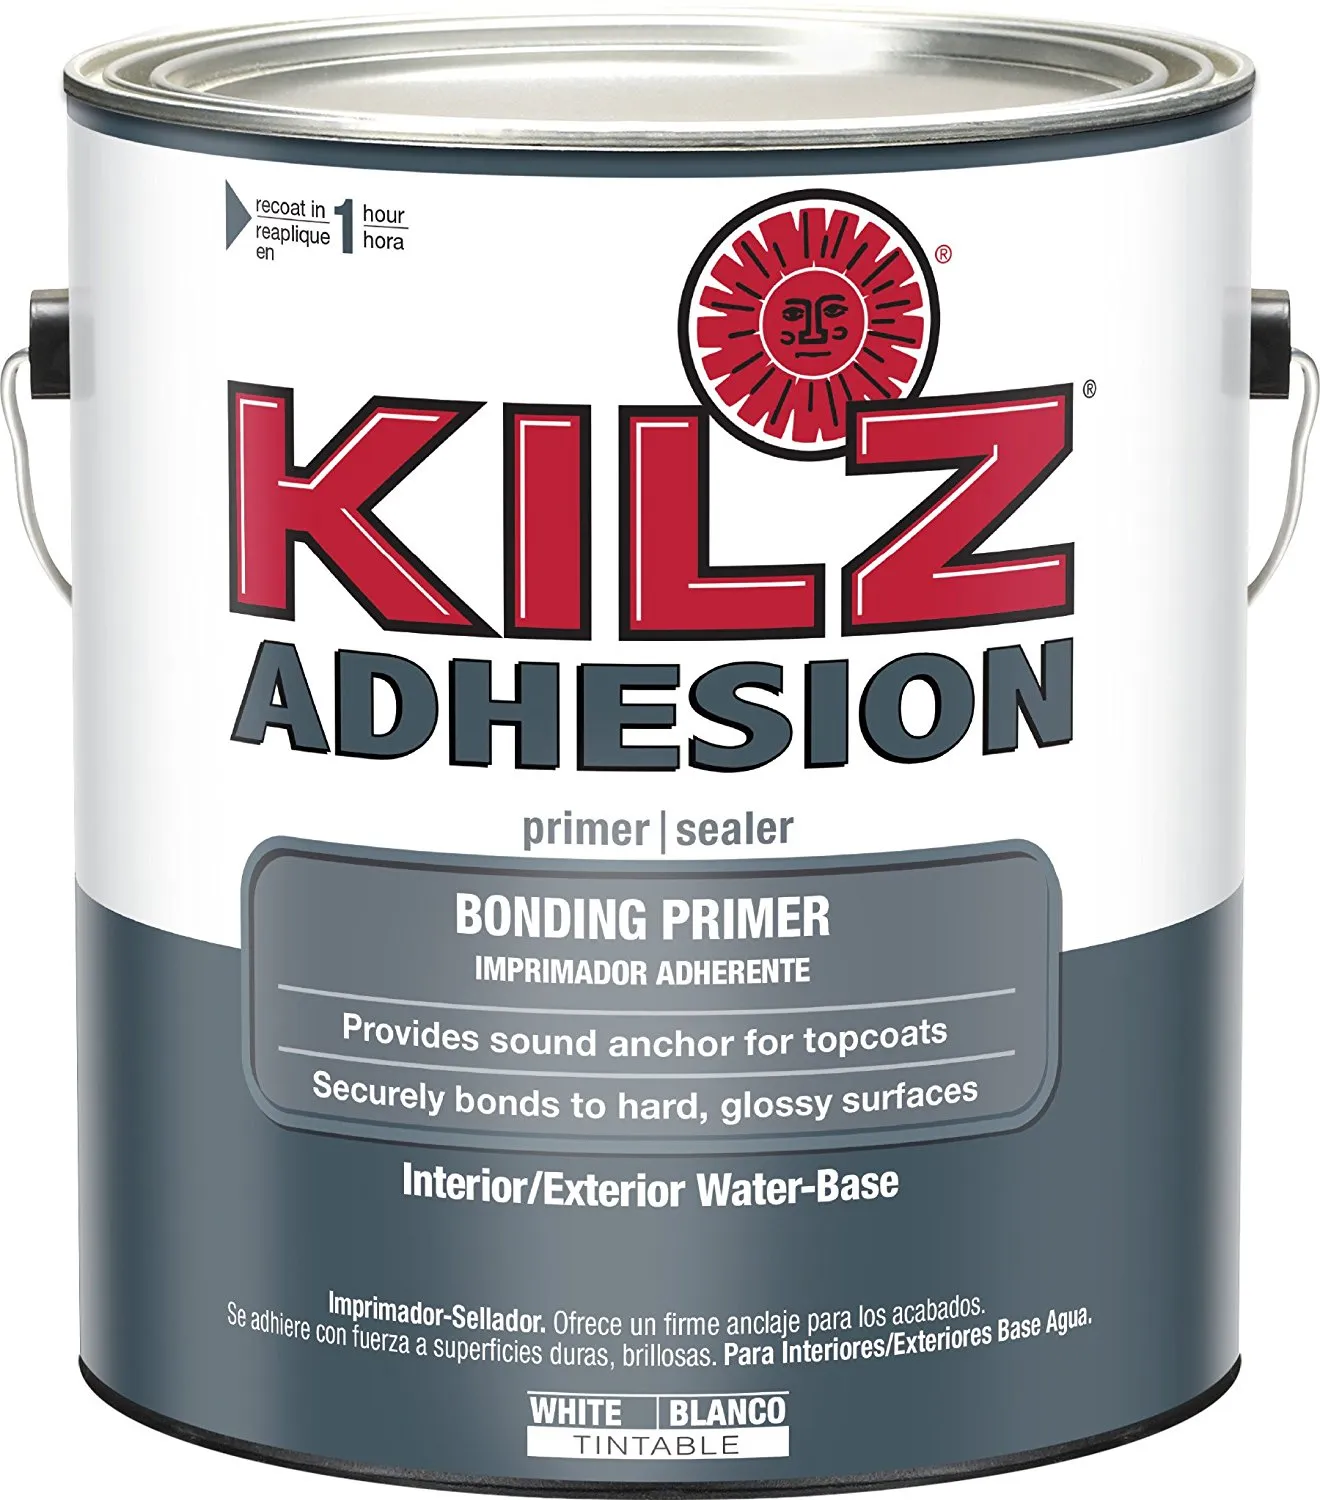 recoat in 1 hour
reaplique en hora
®
KILZ®
ADHESION
primer | sealer
BONDING PRIMER
IMPRIMADOR ADHERENTE
Provides sound anchor for topcoats
Securely bonds to hard, glossy surfaces
Interior/Exterior Water-Base
Imprimador-Sellador. Ofrece un firme anclaje para los acabados.
Se adhiere con fuerza a superficies duras, brillosas. Para Interiores/Exteriores Base Agua.
WHITE | BLANCO
TINTABLE